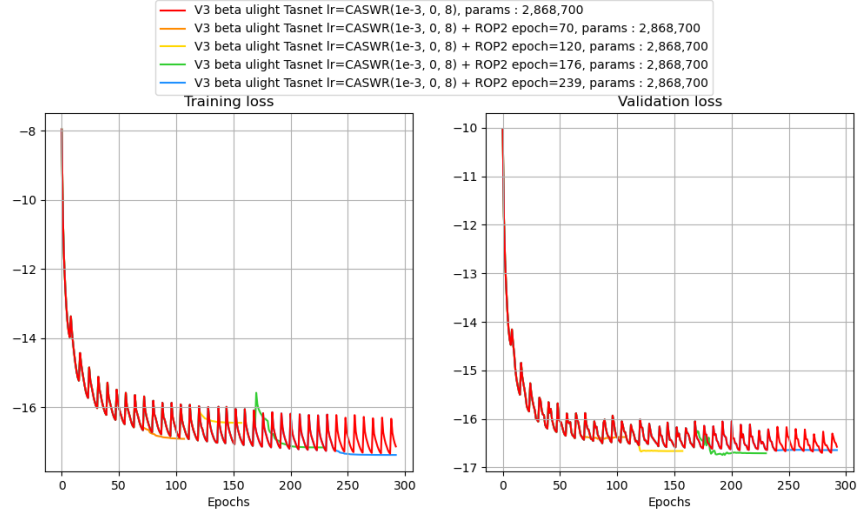 V3 beta ulight Tasnet lr=CASWR(1e-3, 0, 8), params : 2,868,700
V3 beta ulight Tasnet lr=CASWR(1e-3, 0, 8) + ROP2 epoch=70, params : 2,868,700
V3 beta ulight Tasnet lr=CASWR(1e-3, 0, 8) + ROP2 epoch=120, params : 2,868,700
V3 beta ulight Tasnet lr=CASWR(1e-3, 0, 8) + ROP2 epoch=176, params : 2,868,700
V3 beta ulight Tasnet lr=CASWR(1e-3, 0, 8) + ROP2 epoch=239, params : 2,868,700
Training loss
−8
−10
−12
−14
−16
0 50 100 150 200 250 300
Epochs
Validation loss
−10
−11
−12
−13
−14
−15
−16
−17
0 50 100 150 200 250 300
Epochs